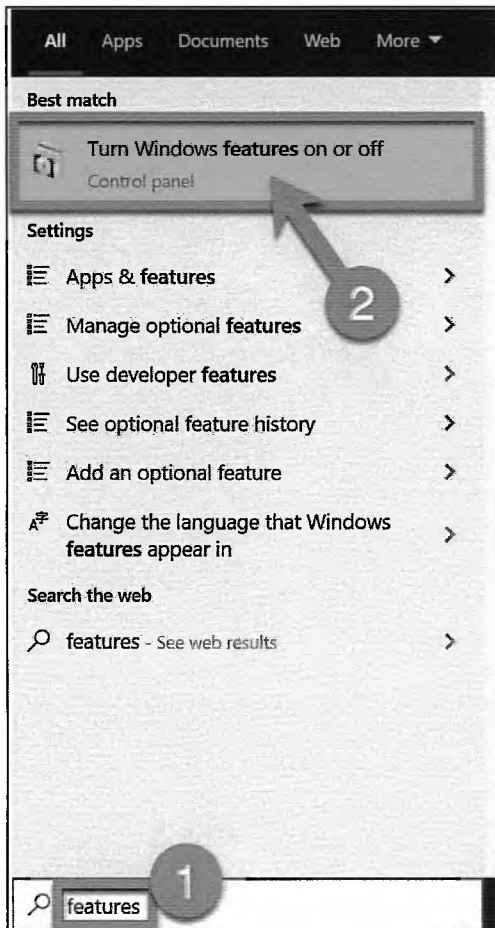 All Apps Documents Web More
Best match
Turn Windows features on or off
Control panel
Settings
Apps & features
Manage optional features
Use developer features
See optional feature history
Add an optional feature
Change the language that Windows
features appear in
Search the web
features - See web results
features
1
2